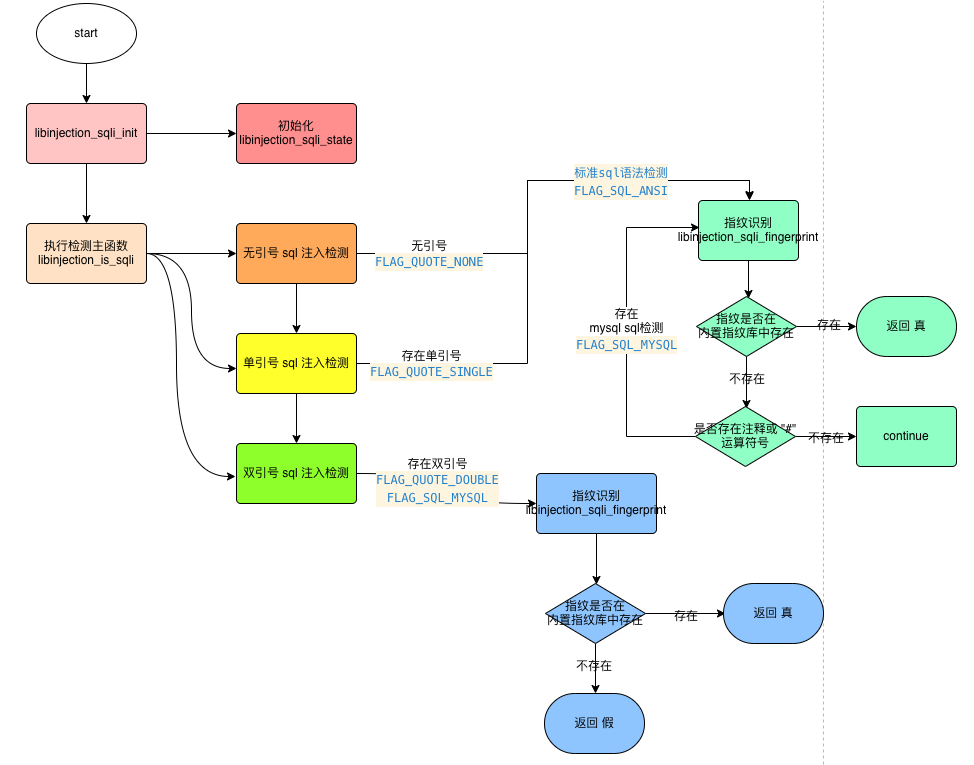 start
libinjection_sqli_init
初始化
libinjection_sqli_state
标准sql语法检测
FLAG_SQL_ANSI
执行检测主函数
libinjection_is_sqli
无引号 sql 注入检测
无引号
FLAG_QUOTE_NONE
指纹识别
libinjection_sqli_fingerprint
存在
mysql sql检测
FLAG_SQL_MYSQL
指纹是否在
内置指纹库中存在
存在
返回 真
单引号 sql 注入检测
存在单引号
FLAG_QUOTE_SINGLE
不存在
是否存在注释或 "#"
运算符号
不存在
continue
双引号 sql 注入检测
存在双引号
FLAG_QUOTE_DOUBLE
FLAG_SQL_MYSQL
指纹识别
libinjection_sqli_fingerprint
指纹是否在
内置指纹库中存在
存在
返回 真
不存在
返回 假